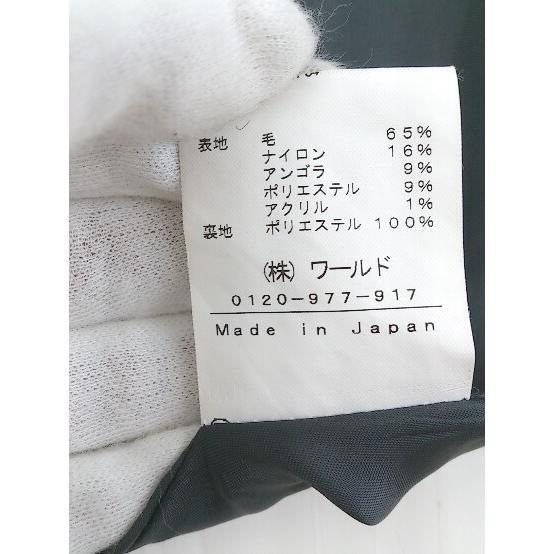 表地 毛 65%
ナイロン 16%
アンゴラ 9%
ポリエステル 9%
アクリル 1%
裏地 ポリエステル 100%
(株) ワールド
0120-977-917
Made in Japan